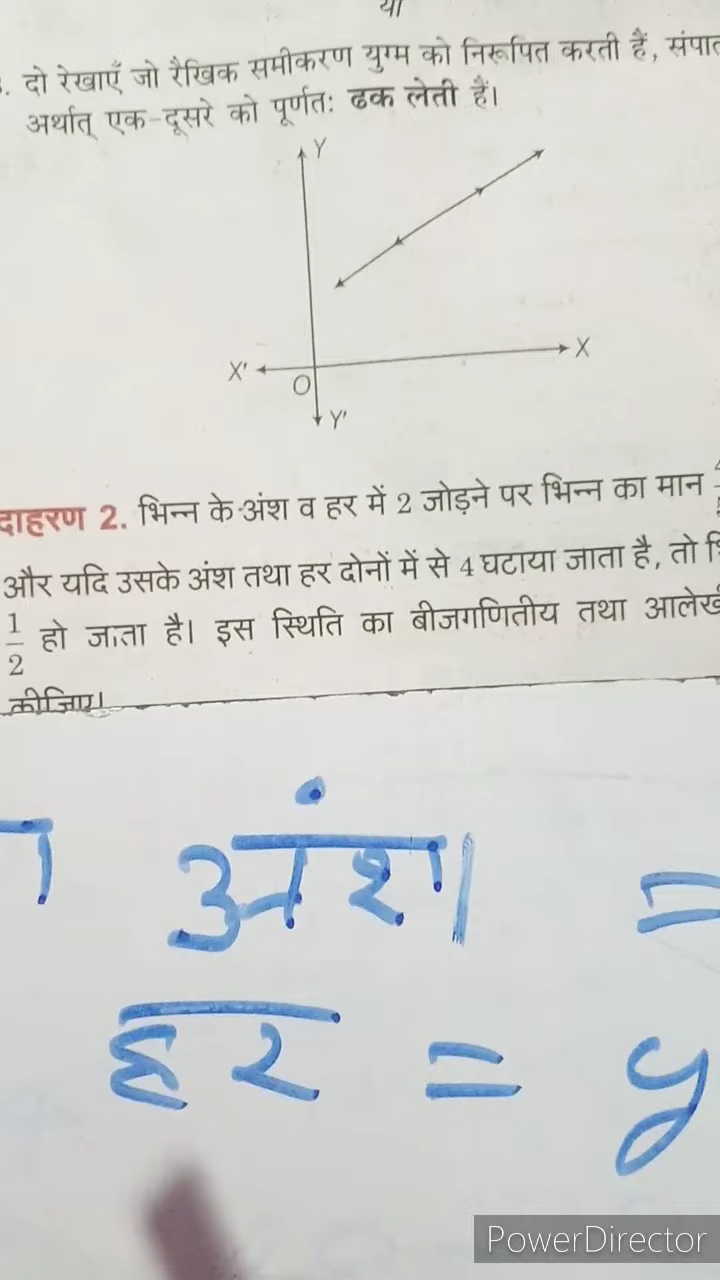 या
दो रेखाएँ जो रैखिक समीकरण युग्म को निरूपित करती हैं, संपात
अर्थात् एक-दूसरे को पूर्णतः ढक लेती हैं।
Y
X' O X
Y'
दाहरण 2. भिन्न के अंश व हर में 2 जोड़ने पर भिन्न का मान
और यदि उसके अंश तथा हर दोनों में से 4 घटाया जाता है, तो
1/2 हो जाता है। इस स्थिति का बीजगणितीय तथा आलेख
कीजिए।
अंश =
हर = y
PowerDirector